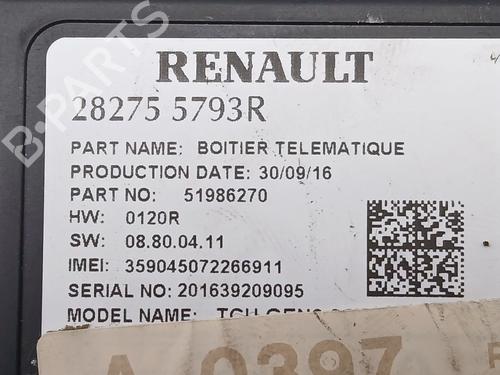 RENAULT
28275 5793R
PART NAME: BOITIER TELEMATIQUE
PRODUCTION DATE: 30/09/16
PART NO: 51986270
HW: 0120R
SW: 08.80.04.11
IMEI: 359045072266911
SERIAL NO: 201639209095
MODEL NAME:
A 0397
B-PARTS